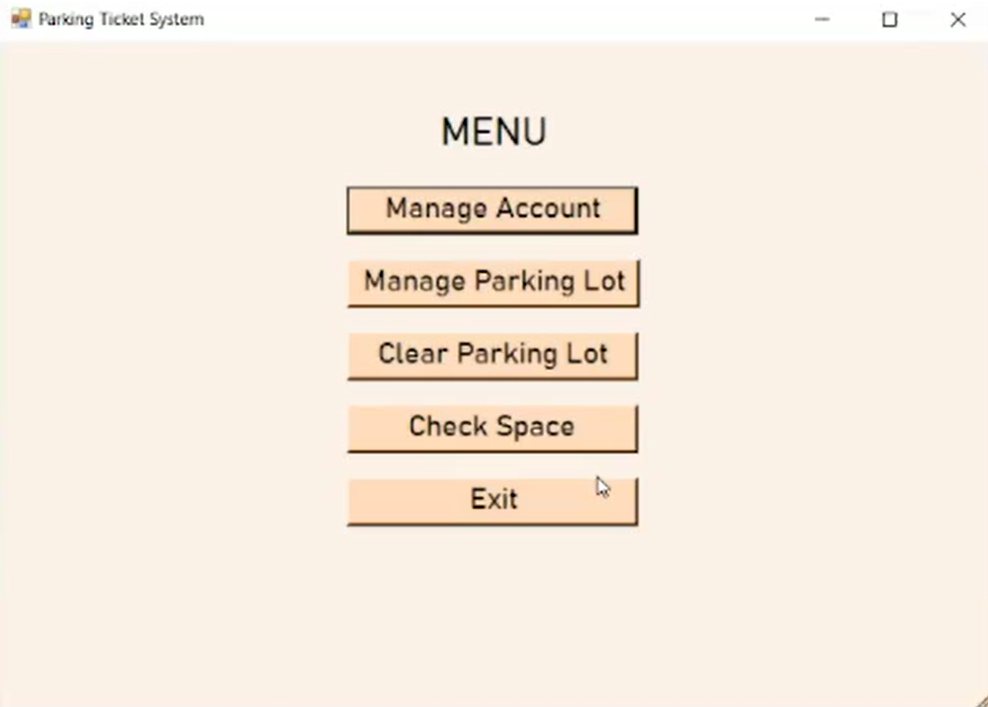 Parking Ticket System
MENU
Manage Account
Manage Parking Lot
Clear Parking Lot
Check Space
Exit